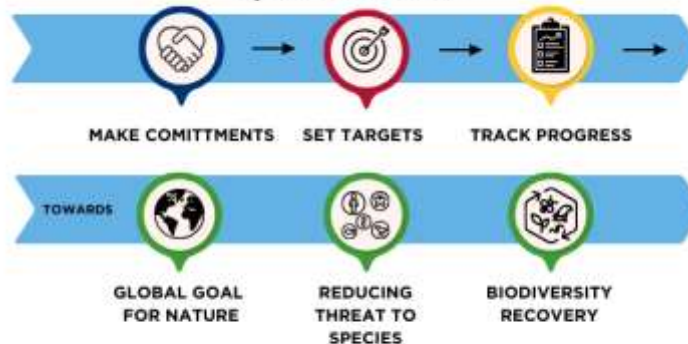 MAKE COMITTMENTS
SET TARGETS
TRACK PROGRESS
TOWARDS
GLOBAL GOAL
FOR NATURE
REDUCING
THREAT TO
SPECIES
BIODIVERSITY
RECOVERY